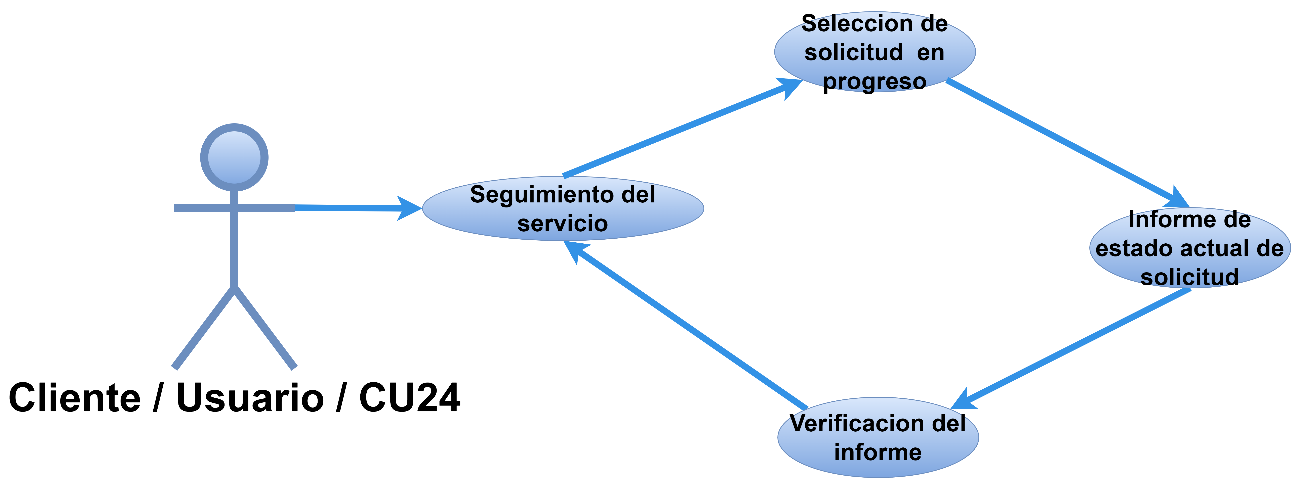 Seleccion de
solicitud en
progreso
Seguimiento del
servicio
Informe de
estado actual de
solicitud
Cliente / Usuario / CU24
Verificacion del
informe